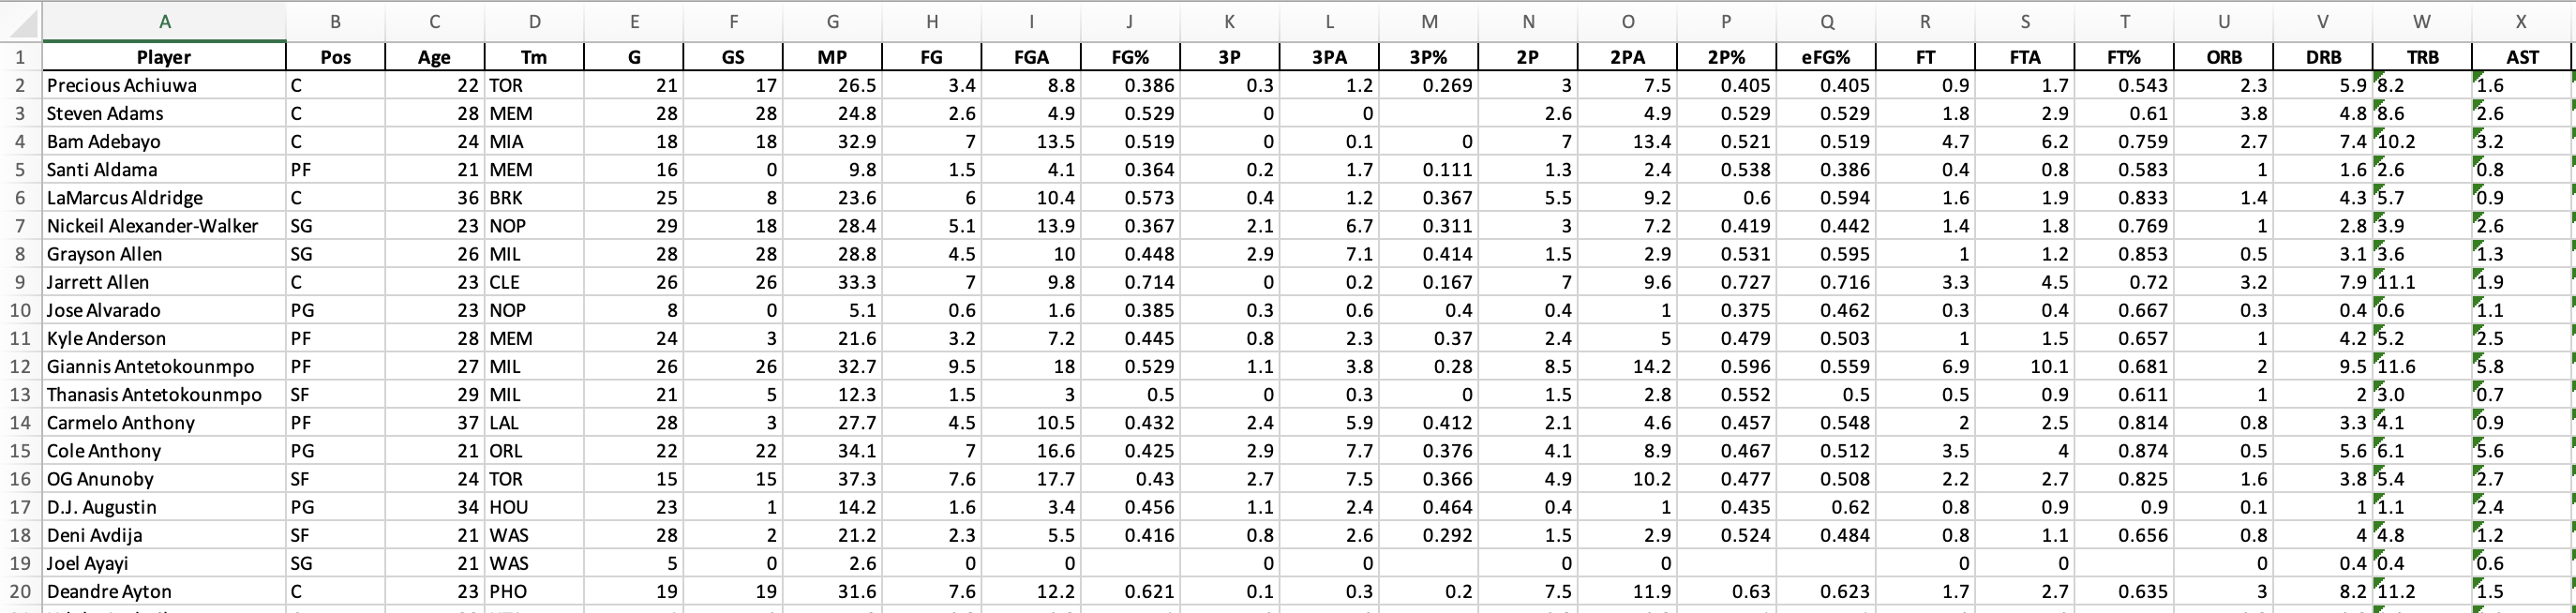 A B C D E F G H I J K L M N O P Q R S T U V W X
1 Player Pos Age Tm G GS MP FG FGA FG% 3P 3PA 3P% 2P 2PA 2P% eFG% FT FTA FT% ORB DRB TRB AST
2 Precious Achiuwa C 22 TOR 21 17 26.5 3.4 8.8 0.386 0.3 1.2 0.269 3 7.5 0.405 0.405 0.9 1.7 0.543 2.3 5.9 8.2 1.6
3 Steven Adams C 28 MEM 28 28 24.8 2.6 4.9 0.529 0 0 2.6 4.9 0.529 0.529 1.8 2.9 0.61 3.8 4.8 8.6 2.6
4 Bam Adebayo C 24 MIA 18 18 32.9 7 13.5 0.519 0 0.1 0 7 13.4 0.521 0.519 4.7 6.2 0.759 2.7 7.4 10.2 3.2
5 Santi Aldama PF 21 MEM 16 0 9.8 1.5 4.1 0.364 0.2 1.7 0.111 1.3 2.4 0.538 0.386 0.4 0.8 0.583 1 1.6 2.6 0.8
6 LaMarcus Aldridge C 36 BRK 25 8 23.6 6 10.4 0.573 0.4 1.2 0.367 5.5 9.2 0.6 0.594 1.6 1.9 0.833 1.4 4.3 5.7 0.9
7 Nickeil Alexander-Walker SG 23 NOP 29 18 28.4 5.1 13.9 0.367 2.1 6.7 0.311 3 7.2 0.419 0.442 1.4 1.8 0.769 1 2.8 3.9 2.6
8 Grayson Allen SG 26 MIL 28 28 28.8 4.5 10 0.448 2.9 7.1 0.414 1.5 2.9 0.531 0.595 1 1.2 0.853 0.5 3.1 3.6 1.3
9 Jarrett Allen C 23 CLE 26 26 33.3 7 9.8 0.714 0 0.2 0.167 7 9.6 0.727 0.716 3.3 4.5 0.72 3.2 7.9 11.1 1.9
10 Jose Alvarado PG 23 NOP 8 0 5.1 0.6 1.6 0.385 0.3 0.6 0.4 0.4 1 0.375 0.462 0.3 0.4 0.667 0.3 0.4 0.6 1.1
11 Kyle Anderson PF 28 MEM 24 3 21.6 3.2 7.2 0.445 0.8 2.3 0.37 2.4 5 0.479 0.503 1 1.5 0.657 1 4.2 5.2 2.5
12 Giannis Antetokounmpo PF 27 MIL 26 26 32.7 9.5 18 0.529 1.1 3.8 0.28 8.5 14.2 0.596 0.559 6.9 10.1 0.681 2 9.5 11.6 5.8
13 Thanasis Antetokounmpo SF 29 MIL 21 5 12.3 1.5 3 0.5 0 0.3 0 1.5 2.8 0.552 0.5 0.5 0.9 0.611 1 2 3.0 0.7
14 Carmelo Anthony PF 37 LAL 28 3 27.7 4.5 10.5 0.432 2.4 5.9 0.412 2.1 4.6 0.457 0.548 2 2.5 0.814 0.8 3.3 4.1 0.9
15 Cole Anthony PG 21 ORL 22 22 34.1 7 16.6 0.425 2.9 7.7 0.376 4.1 8.9 0.467 0.512 3.5 4 0.874 0.5 5.6 6.1 5.6
16 OG Anunoby SF 24 TOR 15 15 37.3 7.6 17.7 0.43 2.7 7.5 0.366 4.9 10.2 0.477 0.508 2.2 2.7 0.825 1.6 3.8 5.4 2.7
17 D.J. Augustin PG 34 HOU 23 1 14.2 1.6 3.4 0.456 1.1 2.4 0.464 0.4 1 0.435 0.62 0.8 0.9 0.9 0.1 1 1.1 2.4
18 Deni Avdija SF 21 WAS 28 2 21.2 2.3 5.5 0.416 0.8 2.6 0.292 1.5 2.9 0.524 0.484 0.8 1.1 0.656 0.8 4 4.8 1.2
19 Joel Ayayi SG 21 WAS 5 0 2.6 0 0 0 0 0 0 0 0 0 0.4 0.4 0.6
20 Deandre Ayton C 23 PHO 19 19 31.6 7.6 12.2 0.621 0.1 0.3 0.2 7.5 11.9 0.63 0.623 1.7 2.7 0.635 3 8.2 11.2 1.5